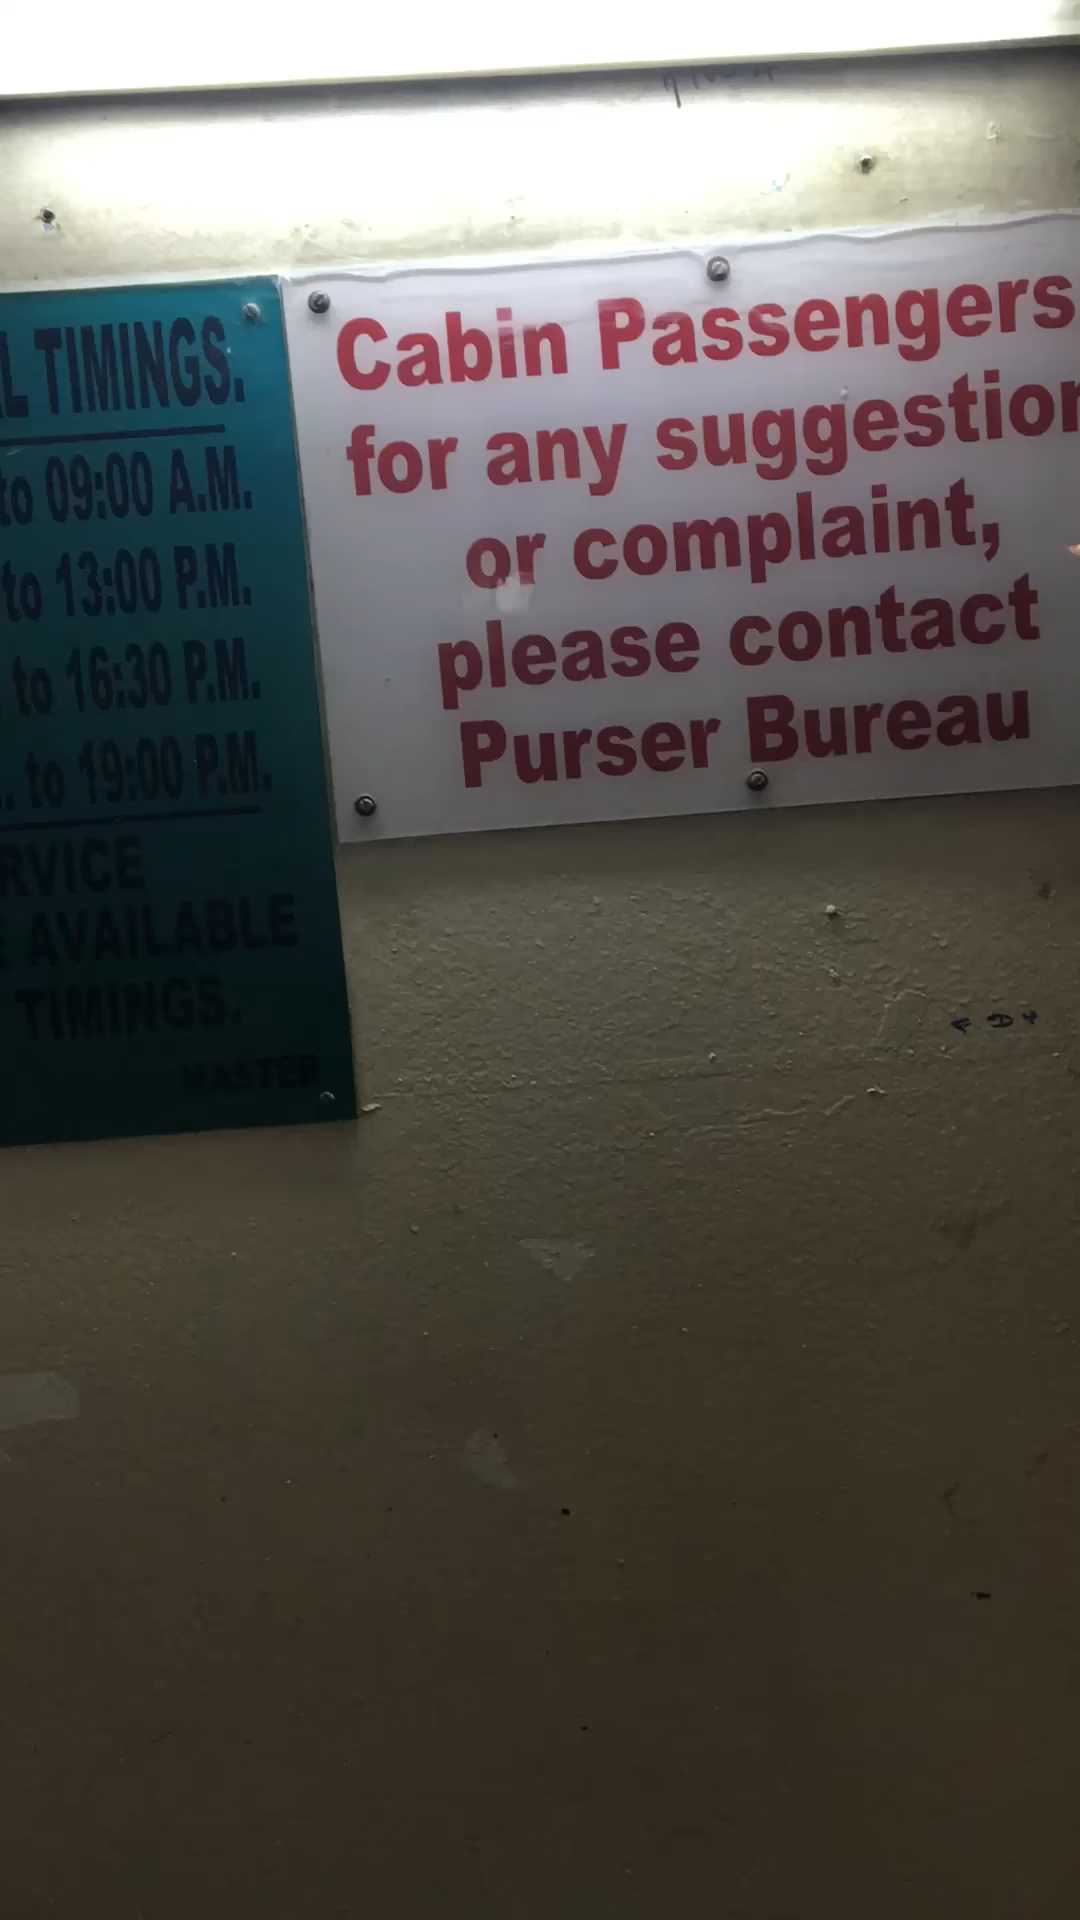 TIMINGS.
to 09:00 A.M.
to 13:00 P.M.
to 16:30 P.M.
to 19:00 P.M.
AVAILABLE
TIMINGS.
MASTER
Cabin Passengers
for any suggestion
or complaint,
please contact
Purser Bureau